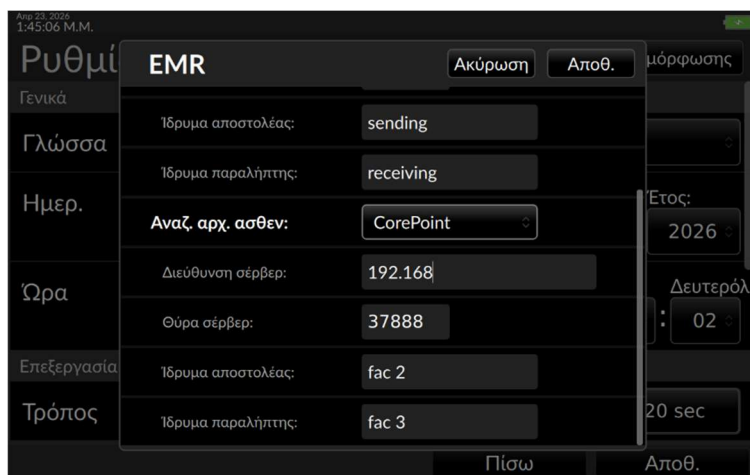 Απρ 23, 2026
1:45:06 Μ.Μ.
EMR
Ακύρωση
Αποθ.
μόρφωσης
Γενικά
Ίδρυμα αποστολέας:
sending
Γλώσσα
Ίδρυμα παραλήπτης:
receiving
Ημερ.
Έτος:
Αναζ. αρχ. ασθεν:
CorePoint
2026
Διεύθυνση σέρβερ:
192.168
Ώρα
Δευτερόλ
Θύρα σέρβερ:
37888
:
02
Επεξεργασία
Ίδρυμα αποστολέας:
fac 2
Τρόπος
Ίδρυμα παραλήπτης:
fac 3
20 sec
Πίσω
Αποθ.